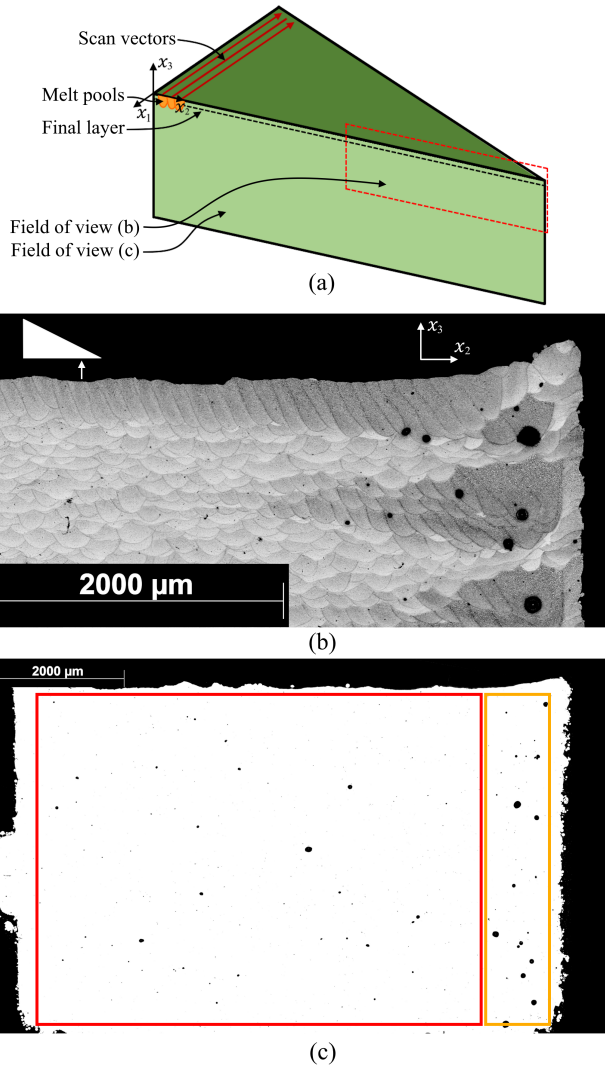 Scan vectors
x₃
Melt pools
x₂
x₁
Final layer
Field of view (b)
Field of view (c)
(a)
x₃
x₂
2000 µm
(b)
2000 µm
(c)